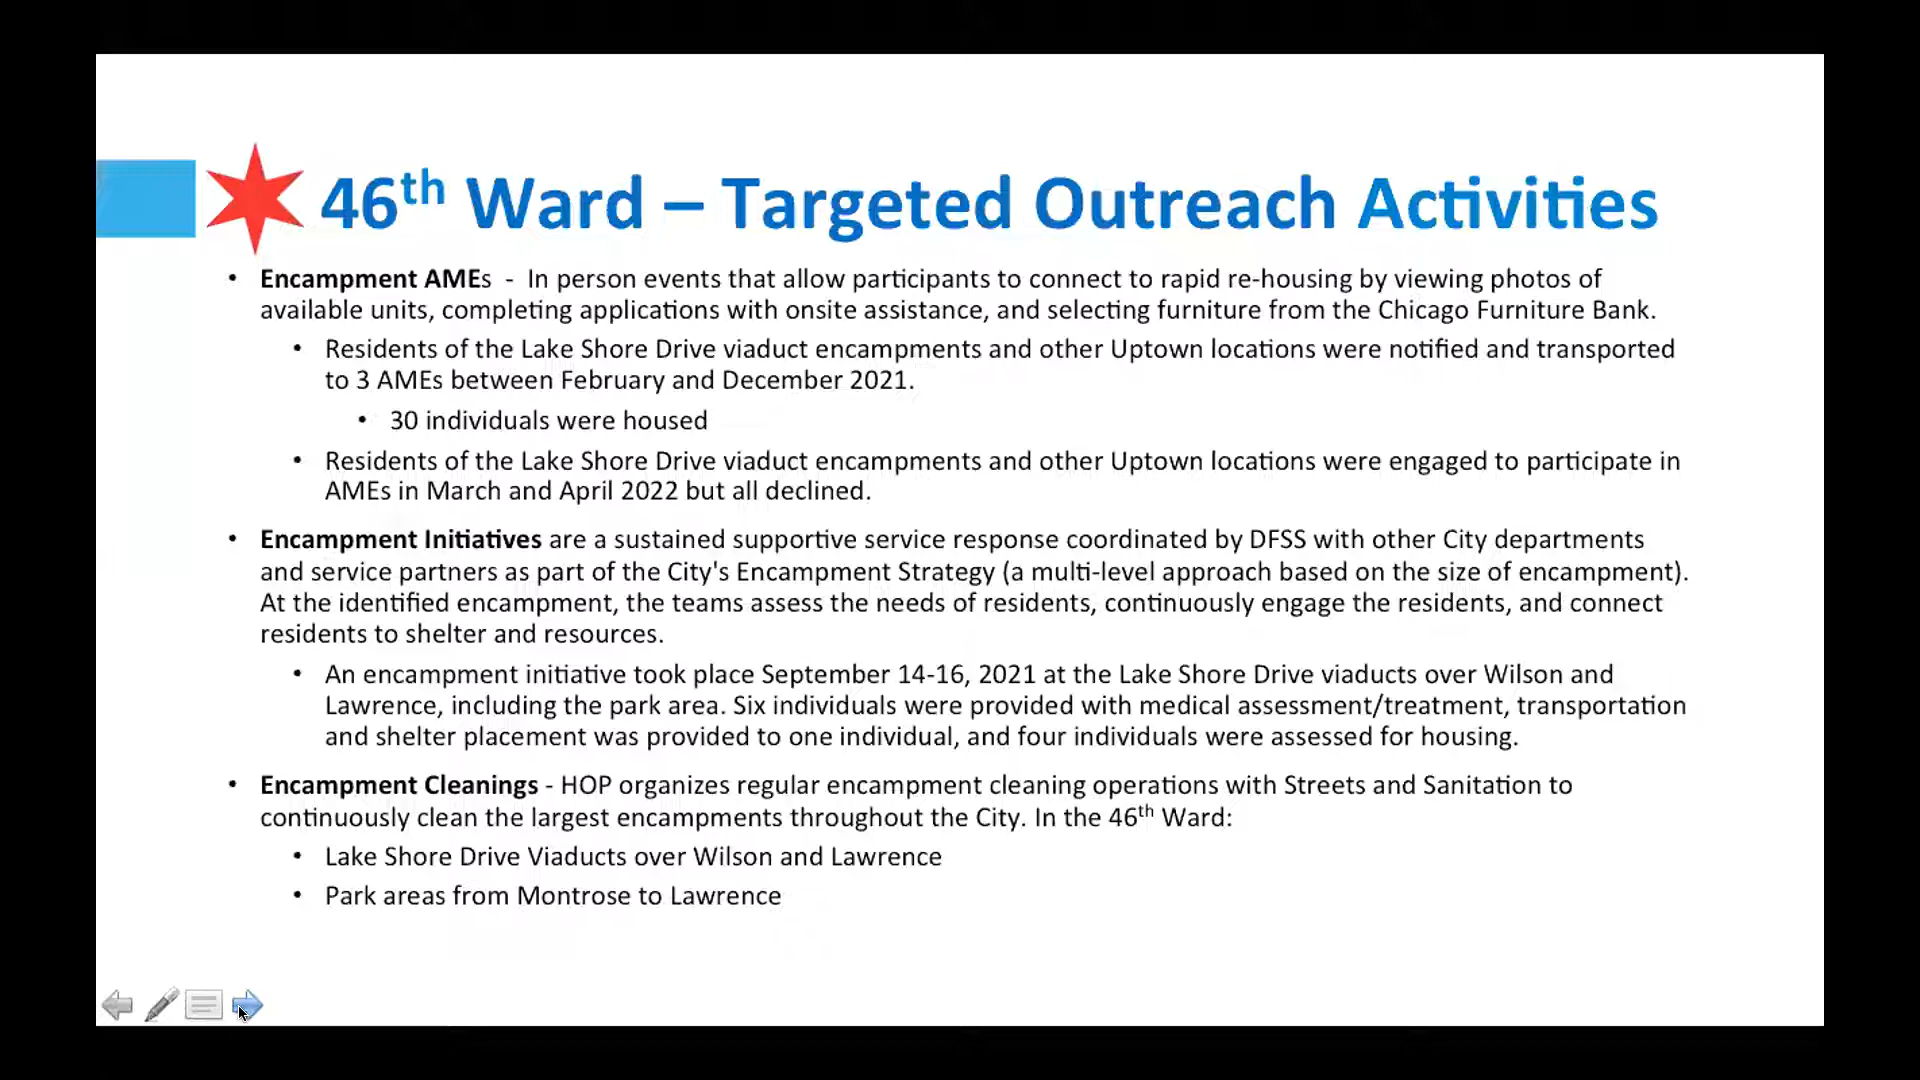 46th Ward – Targeted Outreach Activities
• Encampment AMEs - In person events that allow participants to connect to rapid re-housing by viewing photos of
available units, completing applications with onsite assistance, and selecting furniture from the Chicago Furniture Bank.
• Residents of the Lake Shore Drive viaduct encampments and other Uptown locations were notified and transported
to 3 AMEs between February and December 2021.
• 30 individuals were housed
• Residents of the Lake Shore Drive viaduct encampments and other Uptown locations were engaged to participate in
AMEs in March and April 2022 but all declined.
• Encampment Initiatives are a sustained supportive service response coordinated by DFSS with other City departments
and service partners as part of the City's Encampment Strategy (a multi-level approach based on the size of encampment).
At the identified encampment, the teams assess the needs of residents, continuously engage the residents, and connect
residents to shelter and resources.
• An encampment initiative took place September 14-16, 2021 at the Lake Shore Drive viaducts over Wilson and
Lawrence, including the park area. Six individuals were provided with medical assessment/treatment, transportation
and shelter placement was provided to one individual, and four individuals were assessed for housing.
• Encampment Cleanings - HOP organizes regular encampment cleaning operations with Streets and Sanitation to
continuously clean the largest encampments throughout the City. In the 46th Ward:
• Lake Shore Drive Viaducts over Wilson and Lawrence
• Park areas from Montrose to Lawrence